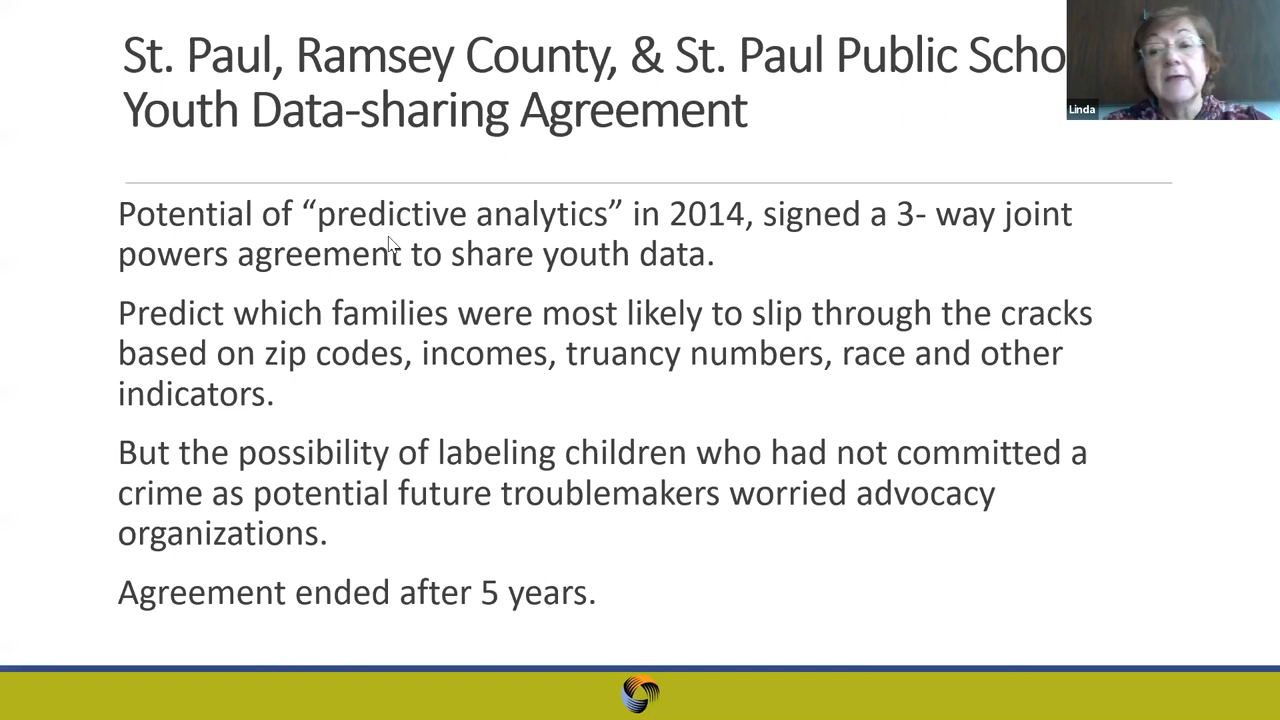 St. Paul, Ramsey County, & St. Paul Public Scho
Youth Data-sharing Agreement
Linda
Potential of “predictive analytics” in 2014, signed a 3- way joint
powers agreement to share youth data.
Predict which families were most likely to slip through the cracks
based on zip codes, incomes, truancy numbers, race and other
indicators.
But the possibility of labeling children who had not committed a
crime as potential future troublemakers worried advocacy
organizations.
Agreement ended after 5 years.